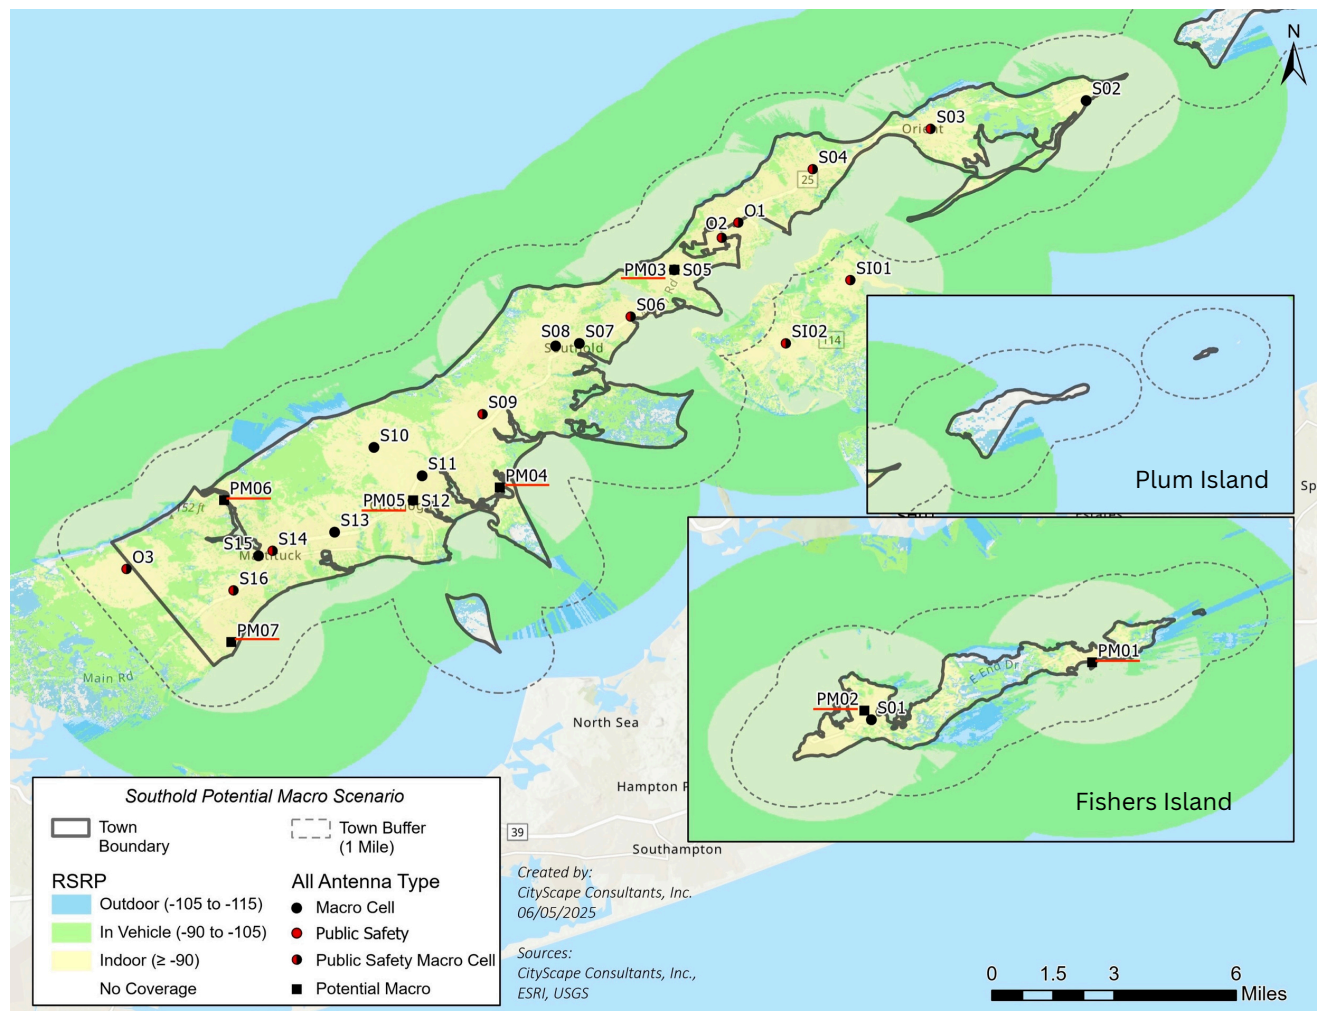 N
S02
S03
Orient
S04
25
O1
O2
PM03
S05
Rd
SI01
S06
SI02
114
S08
S07
Southold
S09
S10
S11
PM04
PM06
PM05
S12
152 ft
S13
O3
S15
S14
Mattituck
S16
PM07
Main Rd
Plum Island
PM01
E End Dr
PM02
S01
Fishers Island
North Sea
Southampton
39
Southold Potential Macro Scenario
Town
Boundary
Town Buffer
(1 Mile)
RSRP
Outdoor (-105 to -115)
In Vehicle (-90 to -105)
Indoor (≥ -90)
No Coverage
All Antenna Type
Macro Cell
Public Safety
Public Safety Macro Cell
Potential Macro
Created by:
CityScape Consultants, Inc.
06/05/2025
Sources:
CityScape Consultants, Inc.,
ESRI, USGS
0 1.5 3 6 Miles